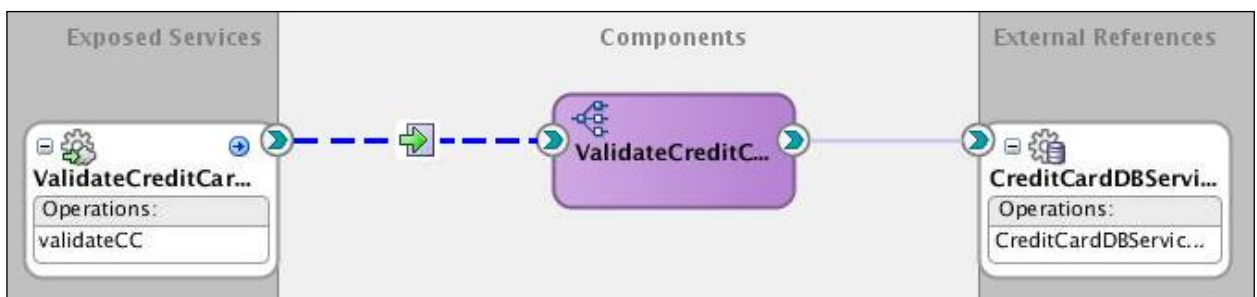 Exposed Services
Components
External References
ValidateCreditCar...
Operations:
validateCC
ValidateCreditC...
CreditCardDBServi...
Operations:
CreditCardDBServic...